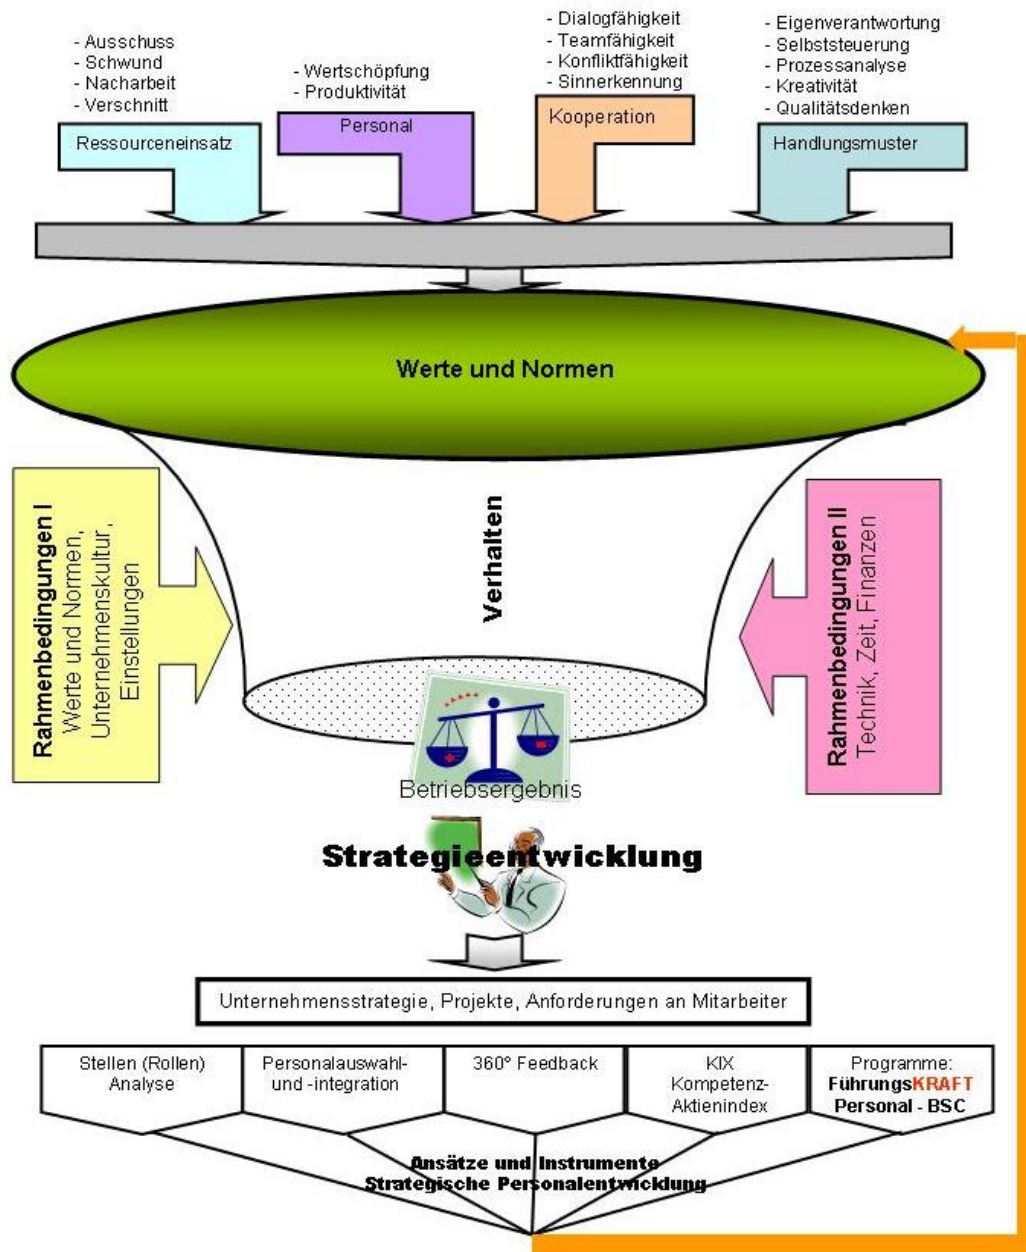 - Ausschuss
- Schwund
- Nacharbeit
- Verschnitt
Ressourceneinsatz
- Wertschöpfung
- Produktivität
Personal
- Dialogfähigkeit
- Teamfähigkeit
- Konfliktfähigkeit
- Sinnerkennung
Kooperation
- Eigenverantwortung
- Selbststeuerung
- Prozessanalyse
- Kreativität
- Qualitätsdenken
Handlungsmuster
Werte und Normen
Rahmenbedingungen I
Werte und Normen,
Unternehmenskultur,
Einstellungen
Verhalten
Rahmenbedingungen II
Technik, Zeit, Finanzen
Betriebsergebnis
Strategieentwicklung
Unternehmensstrategie, Projekte, Anforderungen an Mitarbeiter
Stellen (Rollen)
Analyse
Personalauswahl-
und -integration
360° Feedback
KIX
Kompetenz-
Aktienindex
Programme:
FührungsKRAFT
Personal - BSC
Ansätze und Instrumente
Strategische Personalentwicklung